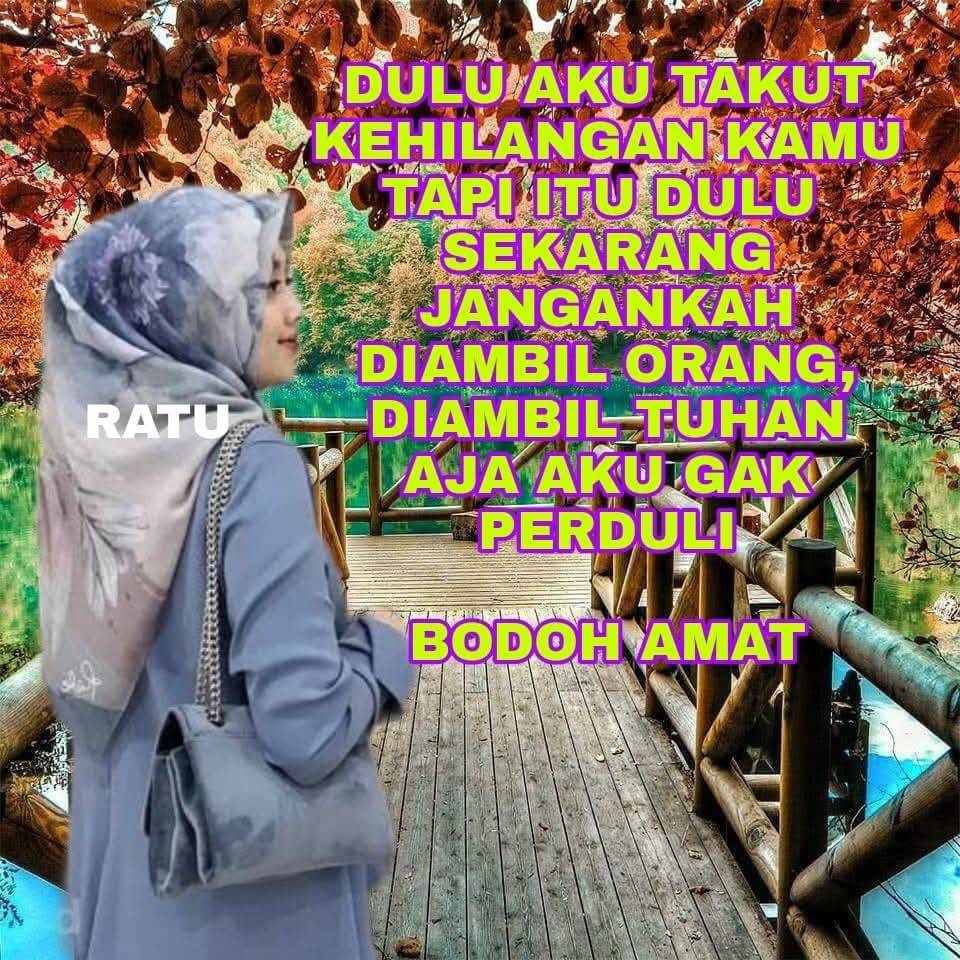 DULU AKU TAKUT
KEHILANGAN KAMU
TAPI ITU DULU
SEKARANG
JANGANKAH
DIAMBIL ORANG,
DIAMBIL TUHAN
AJA AKU GAK
PERDULI
BODOH AMAT
RATU